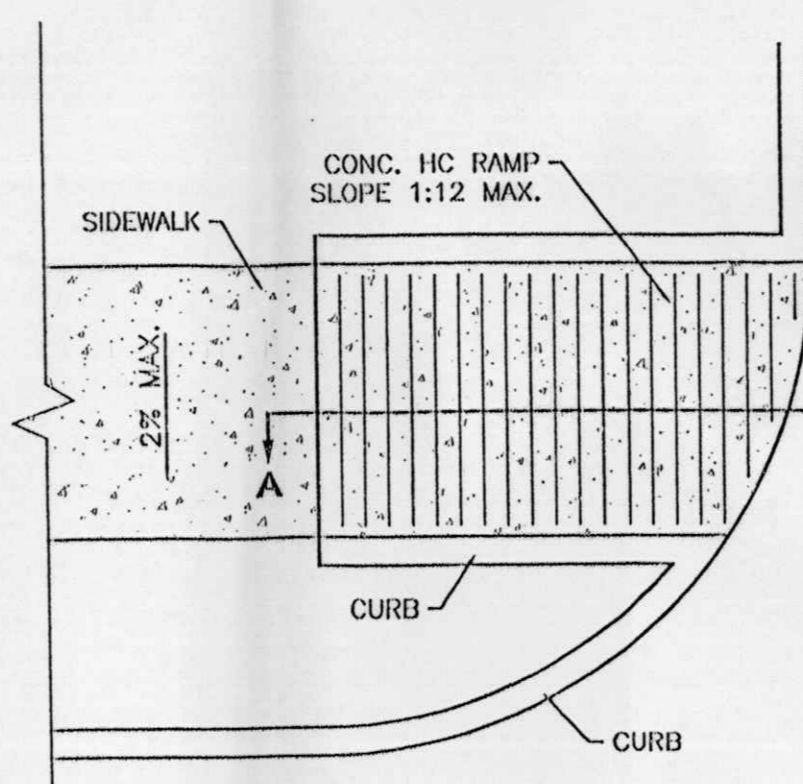 CONC. HC RAMP
SLOPE 1:12 MAX.
SIDEWALK
2% MAX.
A
CURB
CURB